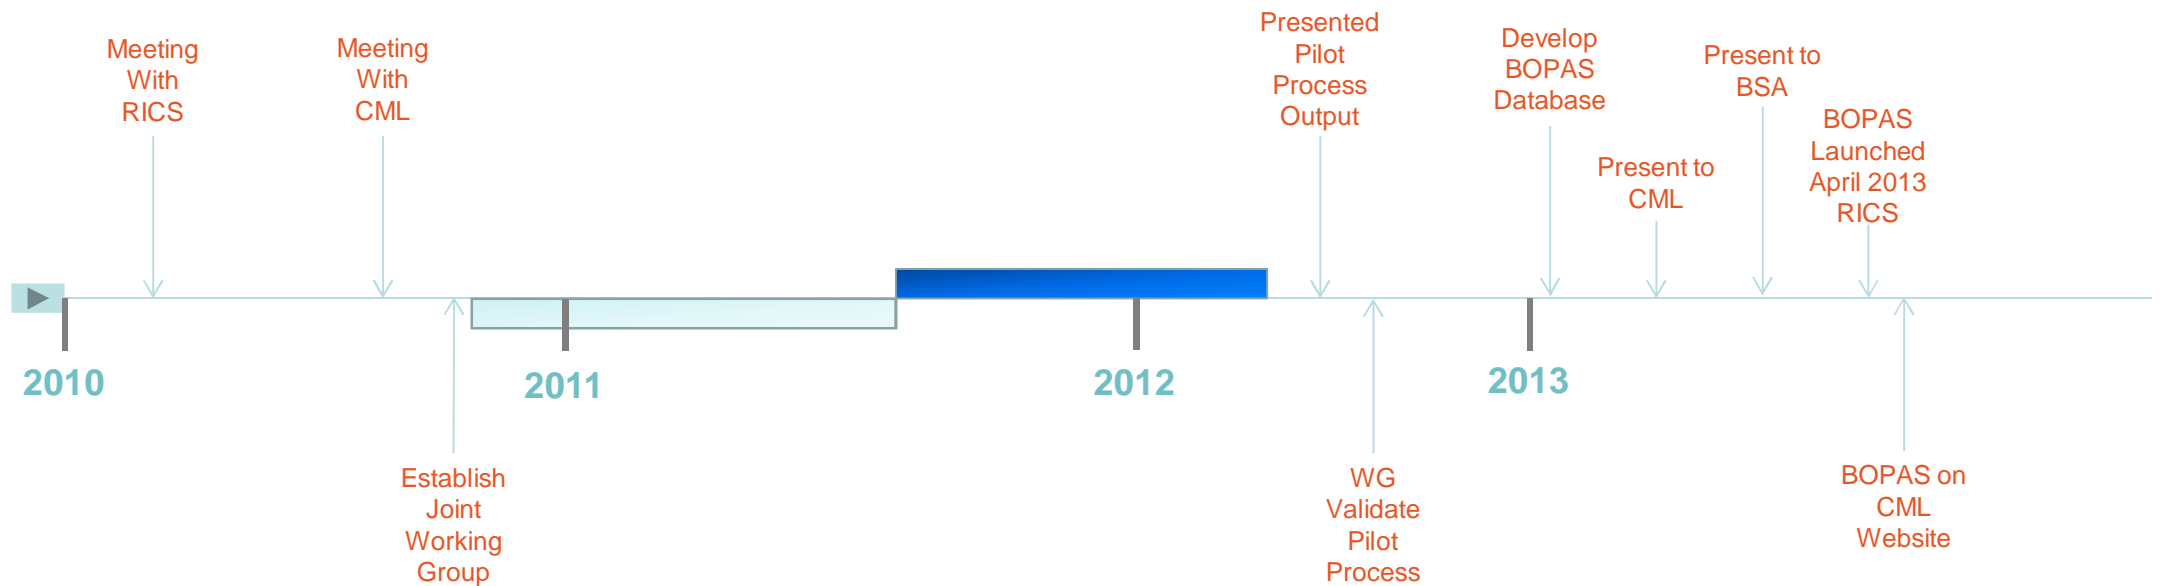 Meeting
With
RICS
Meeting
With
CML
Presented
Pilot
Process
Output
Develop
BOPAS
Database
Present to
CML
Present to
BSA
BOPAS
Launched
April 2013
RICS
2010
2011
2012
2013
Establish
Joint
Working
Group
WG
Validate
Pilot
Process
BOPAS on
CML
Website